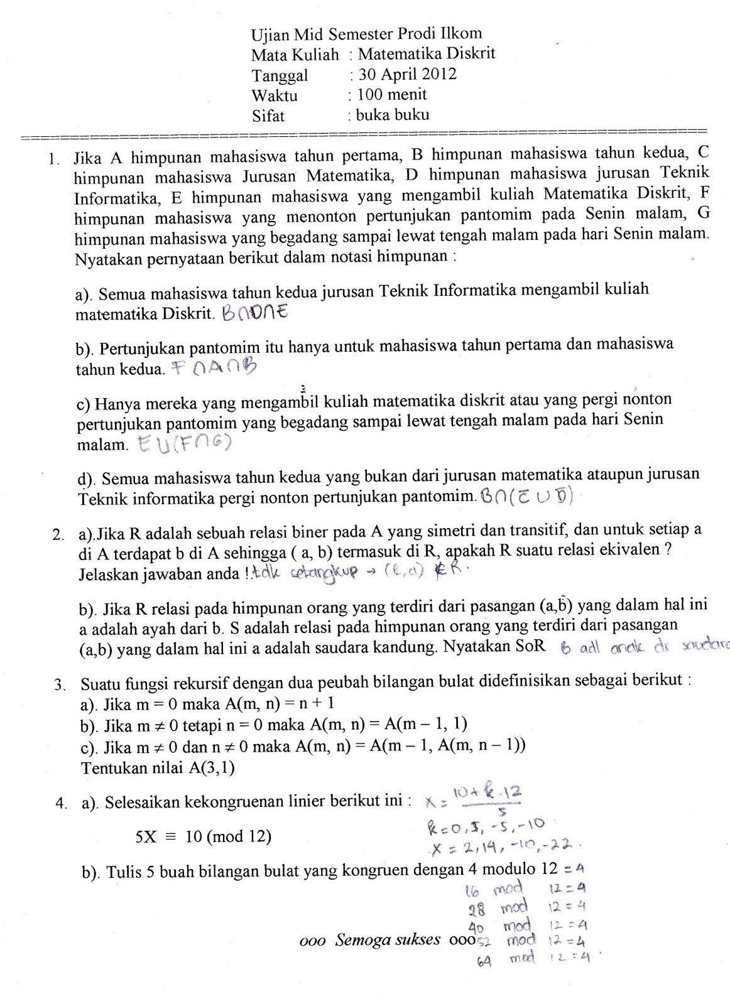 Ujian Mid Semester Prodi Ilkom
Mata Kuliah : Matematika Diskrit
Tanggal : 30 April 2012
Waktu : 100 menit
Sifat : buka buku
1. Jika A himpunan mahasiswa tahun pertama, B himpunan mahasiswa tahun kedua, C
himpunan mahasiswa Jurusan Matematika, D himpunan mahasiswa jurusan Teknik
Informatika, E himpunan mahasiswa yang mengambil kuliah Matematika Diskrit, F
himpunan mahasiswa yang menonton pertunjukan pantomim pada Senin malam, G
himpunan mahasiswa yang begadang sampai lewat tengah malam pada hari Senin malam.
Nyatakan pernyataan berikut dalam notasi himpunan :
a). Semua mahasiswa tahun kedua jurusan Teknik Informatika mengambil kuliah
matematika Diskrit. B∩D∩E
b). Pertunjukan pantomim itu hanya untuk mahasiswa tahun pertama dan mahasiswa
tahun kedua. F ∩A∩B
c) Hanya mereka yang mengambil kuliah matematika diskrit atau yang pergi nonton
pertunjukan pantomim yang begadang sampai lewat tengah malam pada hari Senin
malam. E U(F∩G)
d). Semua mahasiswa tahun kedua yang bukan dari jurusan matematika ataupun jurusan
Teknik informatika pergi nonton pertunjukan pantomim. B∩(C̅ ∪ D̅)
2. a).Jika R adalah sebuah relasi biner pada A yang simetri dan transitif, dan untuk setiap a
di A terdapat b di A sehingga ( a, b) termasuk di R, apakah R suatu relasi ekivalen ?
Jelaskan jawaban anda ! tdk setangkup → (b,a) ∉ R.
b). Jika R relasi pada himpunan orang yang terdiri dari pasangan (a,b) yang dalam hal ini
a adalah ayah dari b. S adalah relasi pada himpunan orang yang terdiri dari pasangan
(a,b) yang dalam hal ini a adalah saudara kandung. Nyatakan SoR B adl anak dr saudara
3. Suatu fungsi rekursif dengan dua peubah bilangan bulat didefinisikan sebagai berikut :
a). Jika m = 0 maka A(m, n) = n + 1
b). Jika m ≠ 0 tetapi n = 0 maka A(m, n) = A(m – 1, 1)
c). Jika m ≠ 0 dan n ≠ 0 maka A(m, n) = A(m – 1, A(m, n – 1))
Tentukan nilai A(3,1)
4. a). Selesaikan kekongruenan linier berikut ini : x = 10+k.12 / 5
k=0,5,-5,-10
5X ≡ 10 (mod 12)
x = 2,14,-10,-22.
b). Tulis 5 buah bilangan bulat yang kongruen dengan 4 modulo 12 = 4
16 mod 12 = 4
28 mod 12 = 4
40 mod 12 = 4
ooo Semoga sukses ooo 52 mod 12 = 4
64 mod 12 = 4